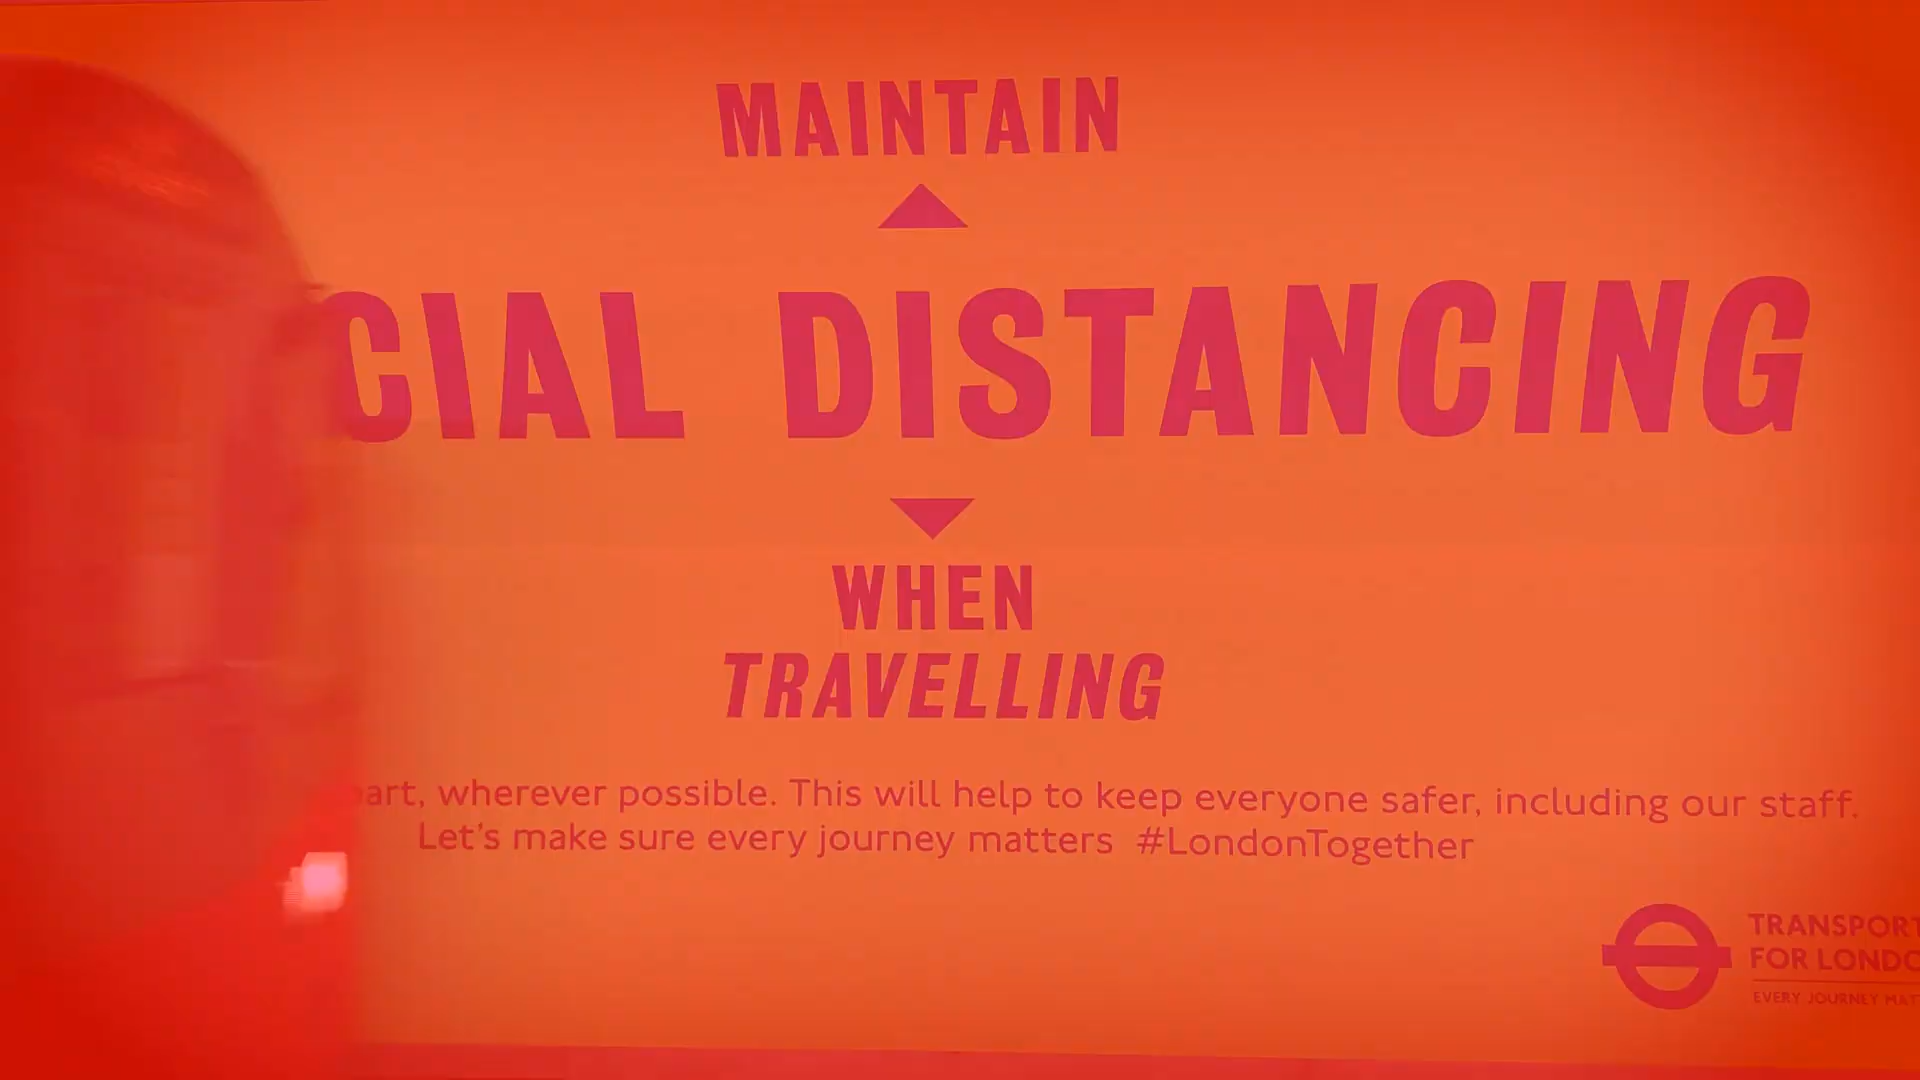 MAINTAIN
CIAL DISTANCING
WHEN
TRAVELLING
art, wherever possible. This will help to keep everyone safer, including our staff.
Let's make sure every journey matters #LondonTogether
TRANSPORT
FOR LONDO
EVERY JOURNEY MAT